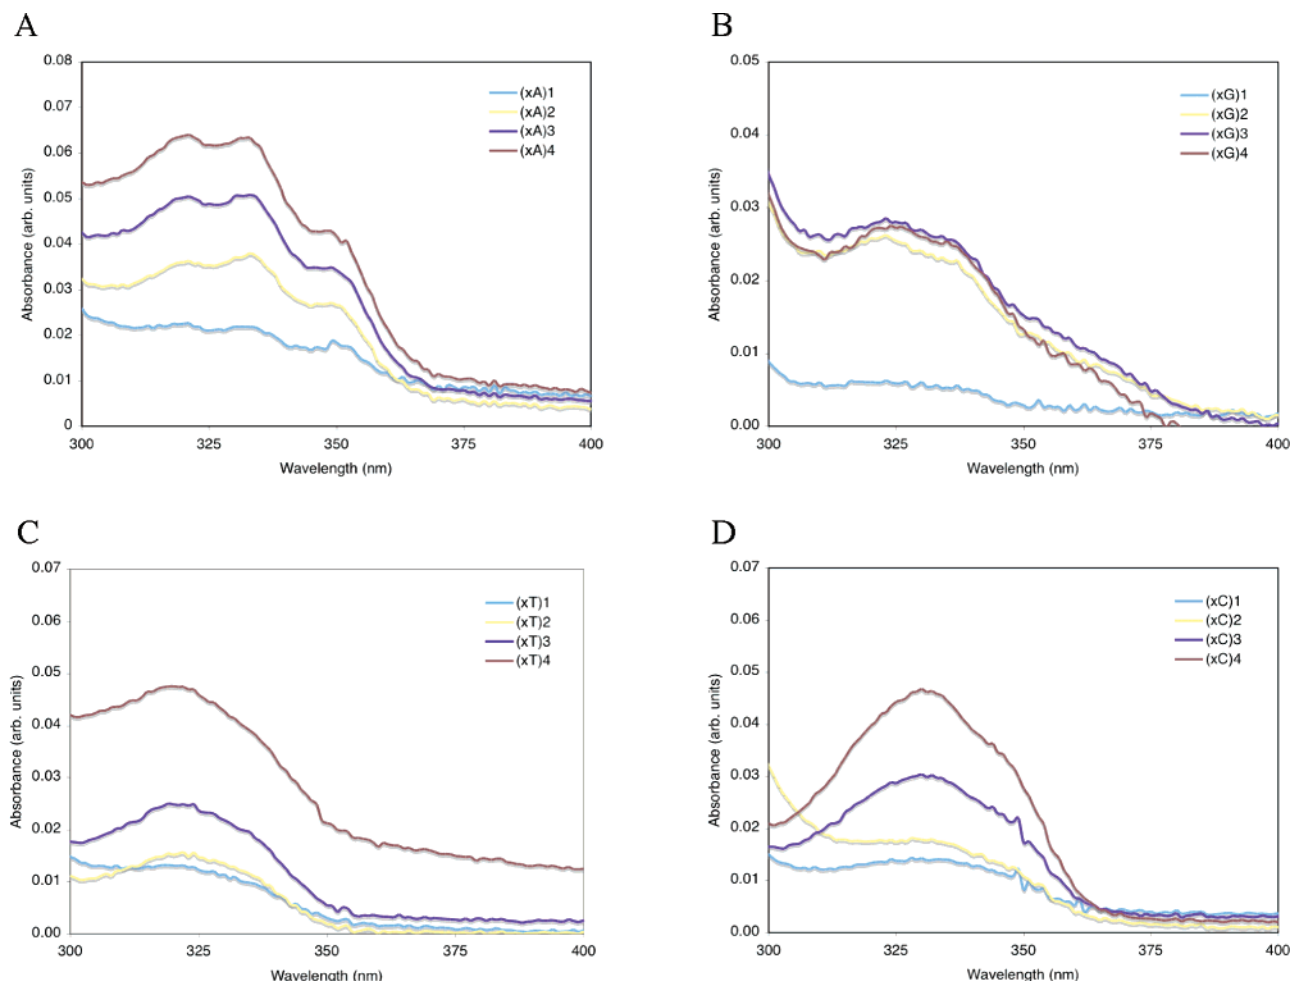 A
0.08
0.07
0.06
0.05
0.04
0.03
0.02
0.01
0
Absorbance (arb. units)
(xA)1
(xA)2
(xA)3
(xA)4
300 325 350 375 400
Wavelength (nm)
B
0.05
0.04
0.03
0.02
0.01
0.00
Absorbance (arb. units)
(xG)1
(xG)2
(xG)3
(xG)4
300 325 350 375 400
Wavelength (nm)
C
0.07
0.06
0.05
0.04
0.03
0.02
0.01
0.00
Absorbance (arb. units)
(xT)1
(xT)2
(xT)3
(xT)4
300 325 350 375 400
Wavelength (nm)
D
0.07
0.06
0.05
0.04
0.03
0.02
0.01
0.00
Absorbance (arb. units)
(xC)1
(xC)2
(xC)3
(xC)4
300 325 350 375 400
Wavelength (nm)